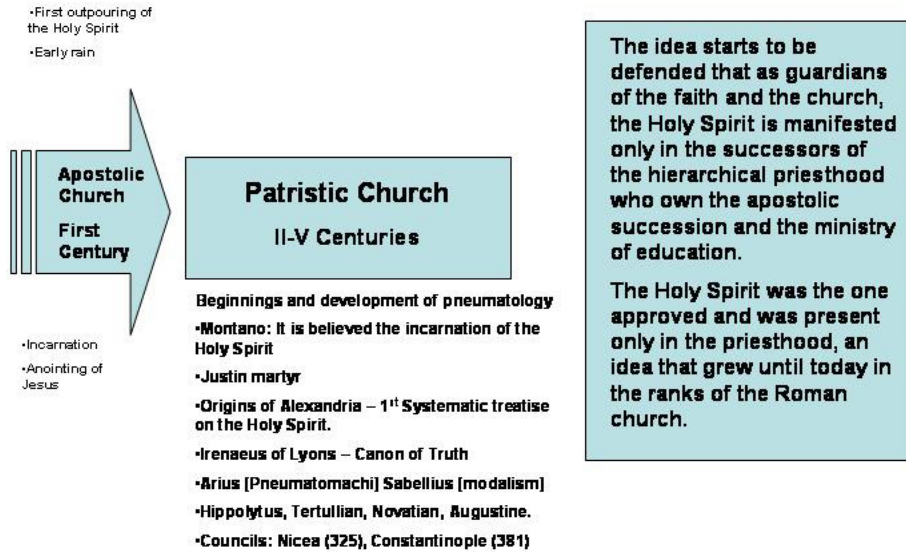 •First outpouring of
the Holy Spirit
•Early rain
Apostolic
Church
First
Century
•Incarnation
•Anointing of
Jesus
Patristic Church
II-V Centuries
Beginnings and development of pneumatology
•Montano: It is believed the incarnation of the
Holy Spirit
•Justin martyr
•Origins of Alexandria – 1st Systematic treatise
on the Holy Spirit.
•Irenaeus of Lyons – Canon of Truth
•Arius [Pneumatomachi] Sabellius [modalism]
•Hippolytus, Tertullian, Novatian, Augustine.
•Councils: Nicea (325), Constantinople (381)
The idea starts to be
defended that as guardians
of the faith and the church,
the Holy Spirit is manifested
only in the successors of
the hierarchical priesthood
who own the apostolic
succession and the ministry
of education.
The Holy Spirit was the one
approved and was present
only in the priesthood, an
idea that grew until today in
the ranks of the Roman
church.